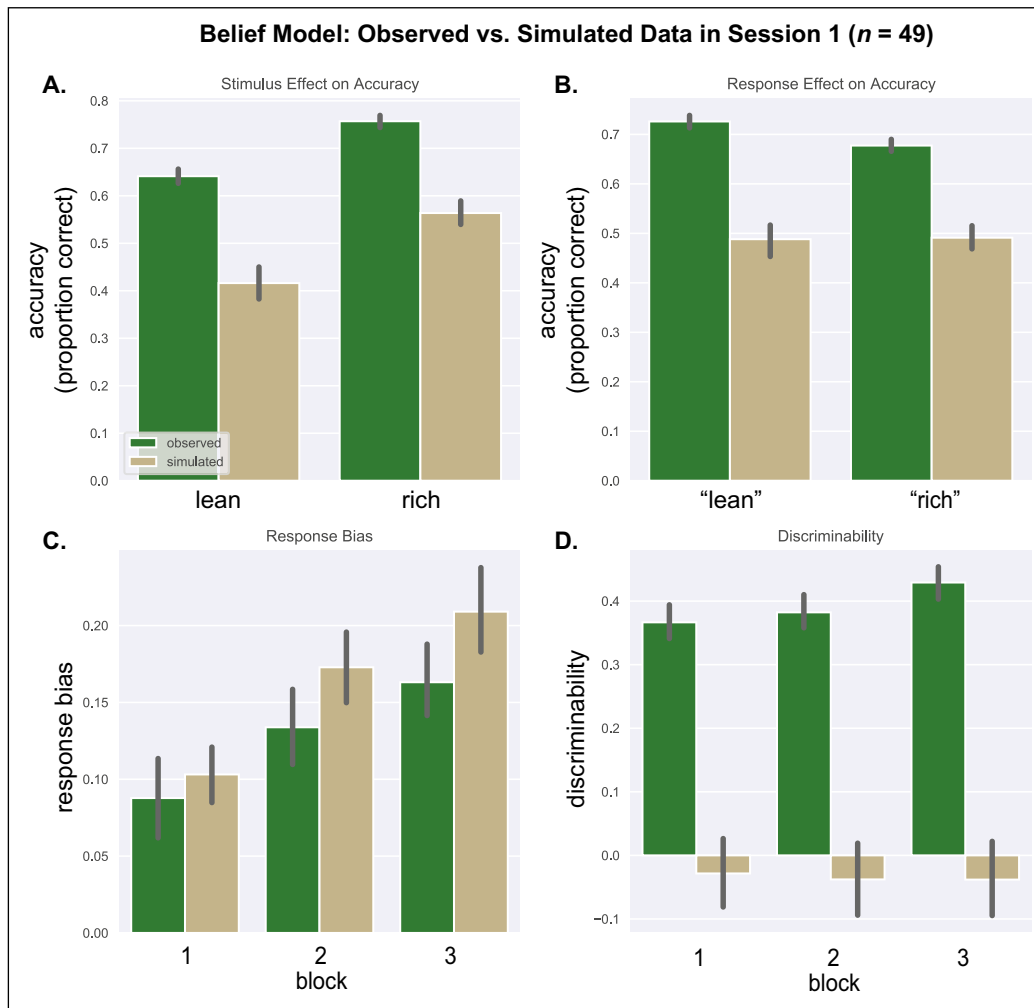 Belief Model: Observed vs. Simulated Data in Session 1 (n = 49)
A.
Stimulus Effect on Accuracy
0.8
0.7
0.6
0.5
0.4
0.3
0.2
0.1
0.0
accuracy
(proportion correct)
observed
simulated
lean
rich
B.
Response Effect on Accuracy
0.7
0.6
0.5
0.4
0.3
0.2
0.1
0.0
accuracy
(proportion correct)
“lean”
“rich”
C.
Response Bias
0.20
0.15
0.10
0.05
0.00
response bias
1
2
3
block
D.
Discriminability
0.4
0.3
0.2
0.1
0.0
−0.1
discriminability
1
2
3
block